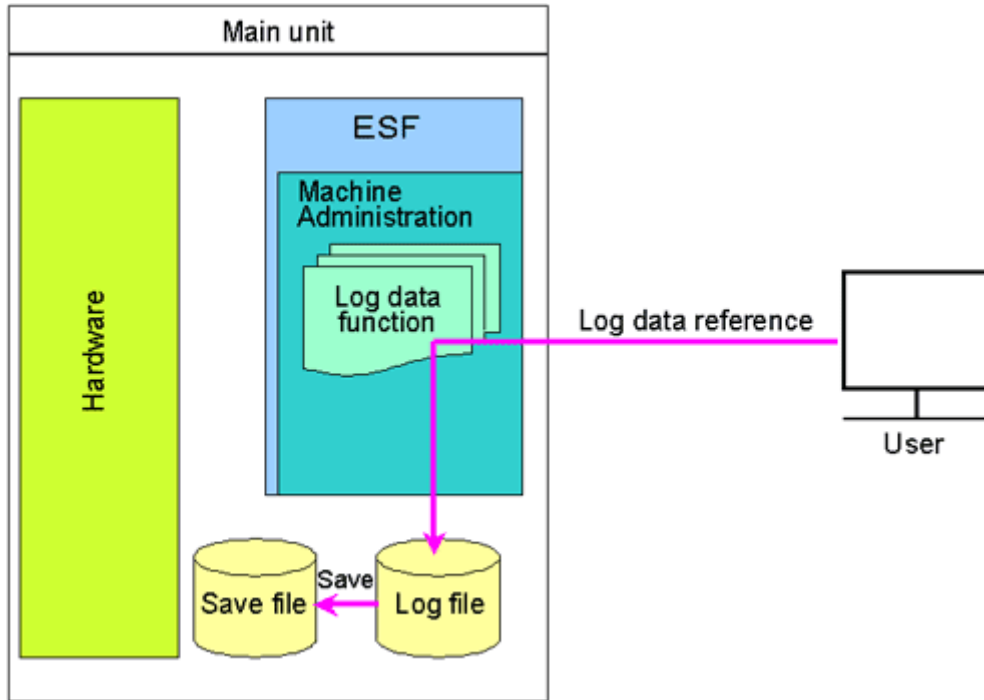 Main unit
ESF
Machine
Administration
Log data
function
Hardware
Log data reference
User
Save
Save file
Log file